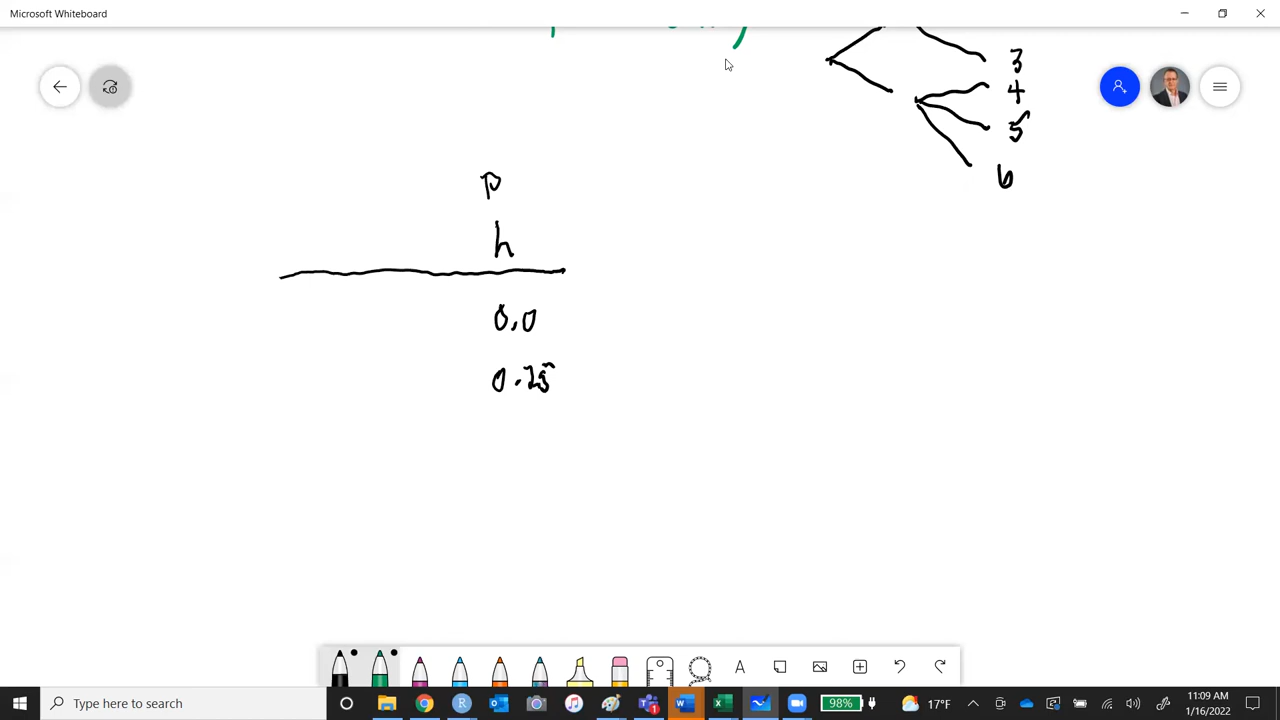 Microsoft Whiteboard
3
4
5
6
P
h
0.0
0.25
A
Type here to search
98%
17°F
11:09 AM
1/16/2022